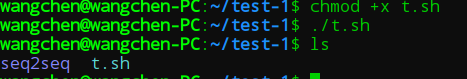 wangchen@wangchen-PC:~/test-1$ chmod +x t.sh
wangchen@wangchen-PC:~/test-1$ ./t.sh
wangchen@wangchen-PC:~/test-1$ ls
seq2seq  t.sh
wangchen@wangchen-PC:~/test-1$